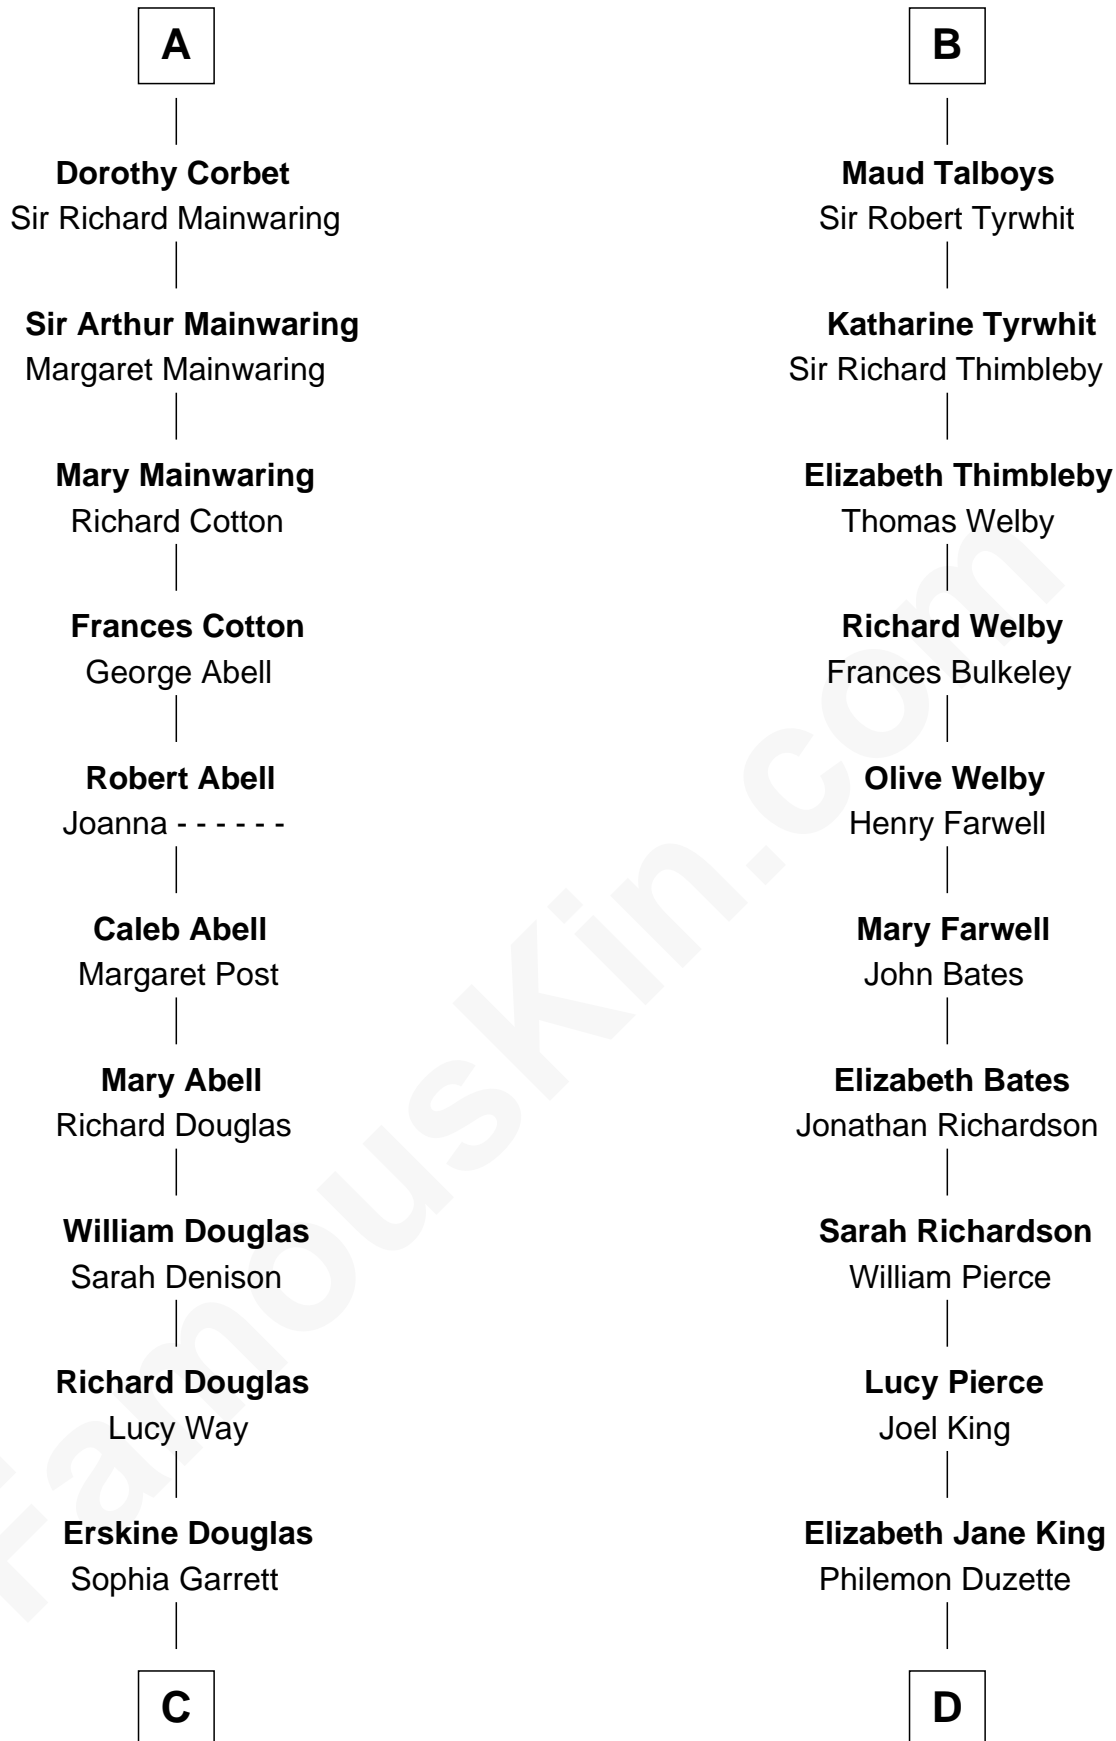 A
Dorothy Corbet
Sir Richard Mainwaring
Sir Arthur Mainwaring
Margaret Mainwaring
Mary Mainwaring
Richard Cotton
Frances Cotton
George Abell
Robert Abell
Joanna - - - - - -
Caleb Abell
Margaret Post
Mary Abell
Richard Douglas
William Douglas
Sarah Denison
Richard Douglas
Lucy Way
Erskine Douglas
Sophia Garrett
C
B
Maud Talboys
Sir Robert Tyrwhit
Katharine Tyrwhit
Sir Richard Thimbleby
Elizabeth Thimbleby
Thomas Welby
Richard Welby
Frances Bulkeley
Olive Welby
Henry Farwell
Mary Farwell
John Bates
Elizabeth Bates
Jonathan Richardson
Sarah Richardson
William Pierce
Lucy Pierce
Joel King
Elizabeth Jane King
Philemon Duzette
D
FamousKin.com